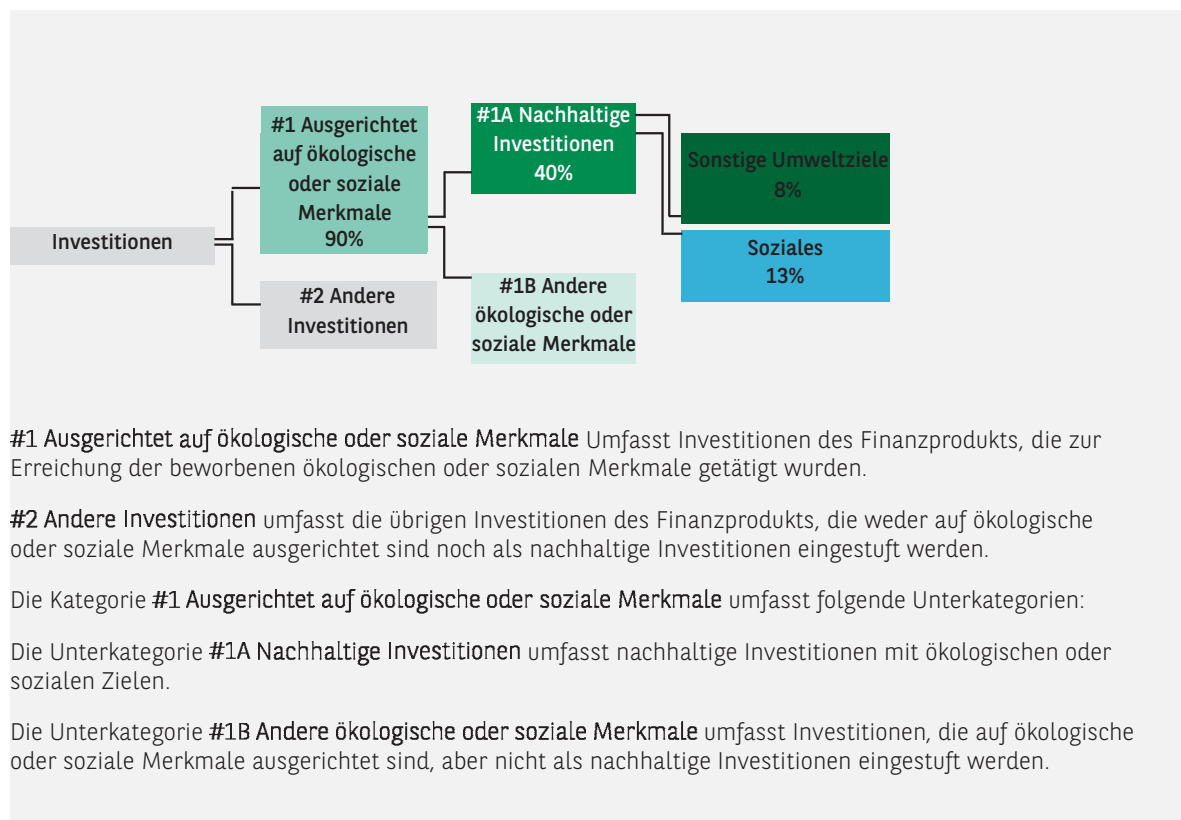 #1 Ausgerichtet
auf ökologische
oder soziale
Merkmale
90%
#1A Nachhaltige
Investitionen
40%
Sonstige Umweltziele
8%
Investitionen
Soziales
13%
#2 Andere
Investitionen
#1B Andere
ökologische oder
soziale Merkmale
#1 Ausgerichtet auf ökologische oder soziale Merkmale Umfasst Investitionen des Finanzprodukts, die zur
Erreichung der beworbenen ökologischen oder sozialen Merkmale getätigt wurden.
#2 Andere Investitionen umfasst die übrigen Investitionen des Finanzprodukts, die weder auf ökologische
oder soziale Merkmale ausgerichtet sind noch als nachhaltige Investitionen eingestuft werden.
Die Kategorie #1 Ausgerichtet auf ökologische oder soziale Merkmale umfasst folgende Unterkategorien:
Die Unterkategorie #1A Nachhaltige Investitionen umfasst nachhaltige Investitionen mit ökologischen oder
sozialen Zielen.
Die Unterkategorie #1B Andere ökologische oder soziale Merkmale umfasst Investitionen, die auf ökologische
oder soziale Merkmale ausgerichtet sind, aber nicht als nachhaltige Investitionen eingestuft werden.